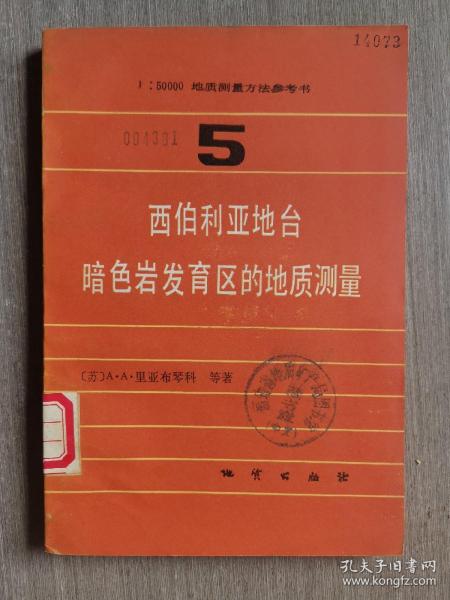 14073
1:50000 地质测量方法参考书
004381
5
西伯利亚地台
暗色岩发育区的地质测量
〔苏〕A·A·里亚布琴科 等著
地质出版社
孔夫子旧书网
www.kongfz.com